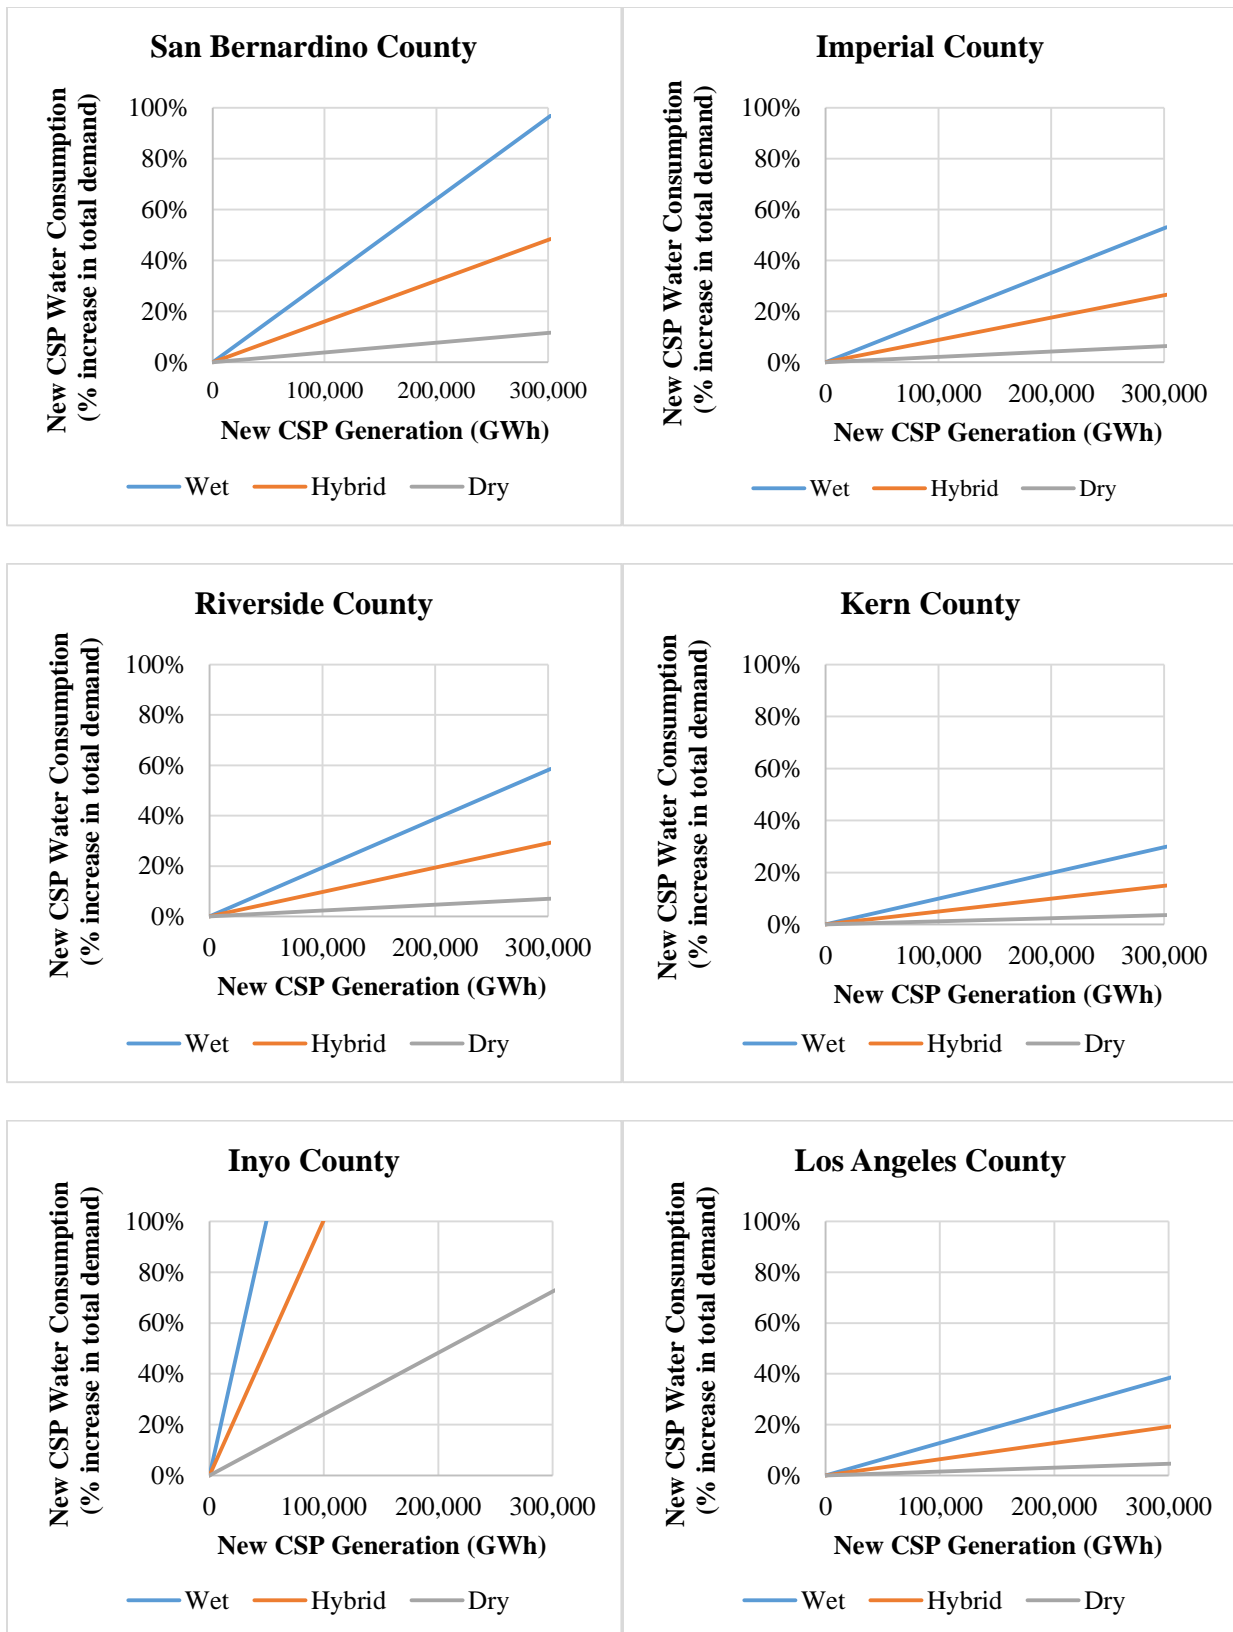 San Bernardino County
New CSP Water Consumption
(% increase in total demand)
100%
80%
60%
40%
20%
0%
0 100,000 200,000 300,000
New CSP Generation (GWh)
Wet Hybrid Dry
Imperial County
New CSP Water Consumption
(% increase in total demand)
100%
80%
60%
40%
20%
0%
0 100,000 200,000 300,000
New CSP Generation (GWh)
Wet Hybrid Dry
Riverside County
New CSP Water Consumption
(% increase in total demand)
100%
80%
60%
40%
20%
0%
0 100,000 200,000 300,000
New CSP Generation (GWh)
Wet Hybrid Dry
Kern County
New CSP Water Consumption
(% increase in total demand)
100%
80%
60%
40%
20%
0%
0 100,000 200,000 300,000
New CSP Generation (GWh)
Wet Hybrid Dry
Inyo County
New CSP Water Consumption
(% increase in total demand)
100%
80%
60%
40%
20%
0%
0 100,000 200,000 300,000
New CSP Generation (GWh)
Wet Hybrid Dry
Los Angeles County
New CSP Water Consumption
(% increase in total demand)
100%
80%
60%
40%
20%
0%
0 100,000 200,000 300,000
New CSP Generation (GWh)
Wet Hybrid Dry